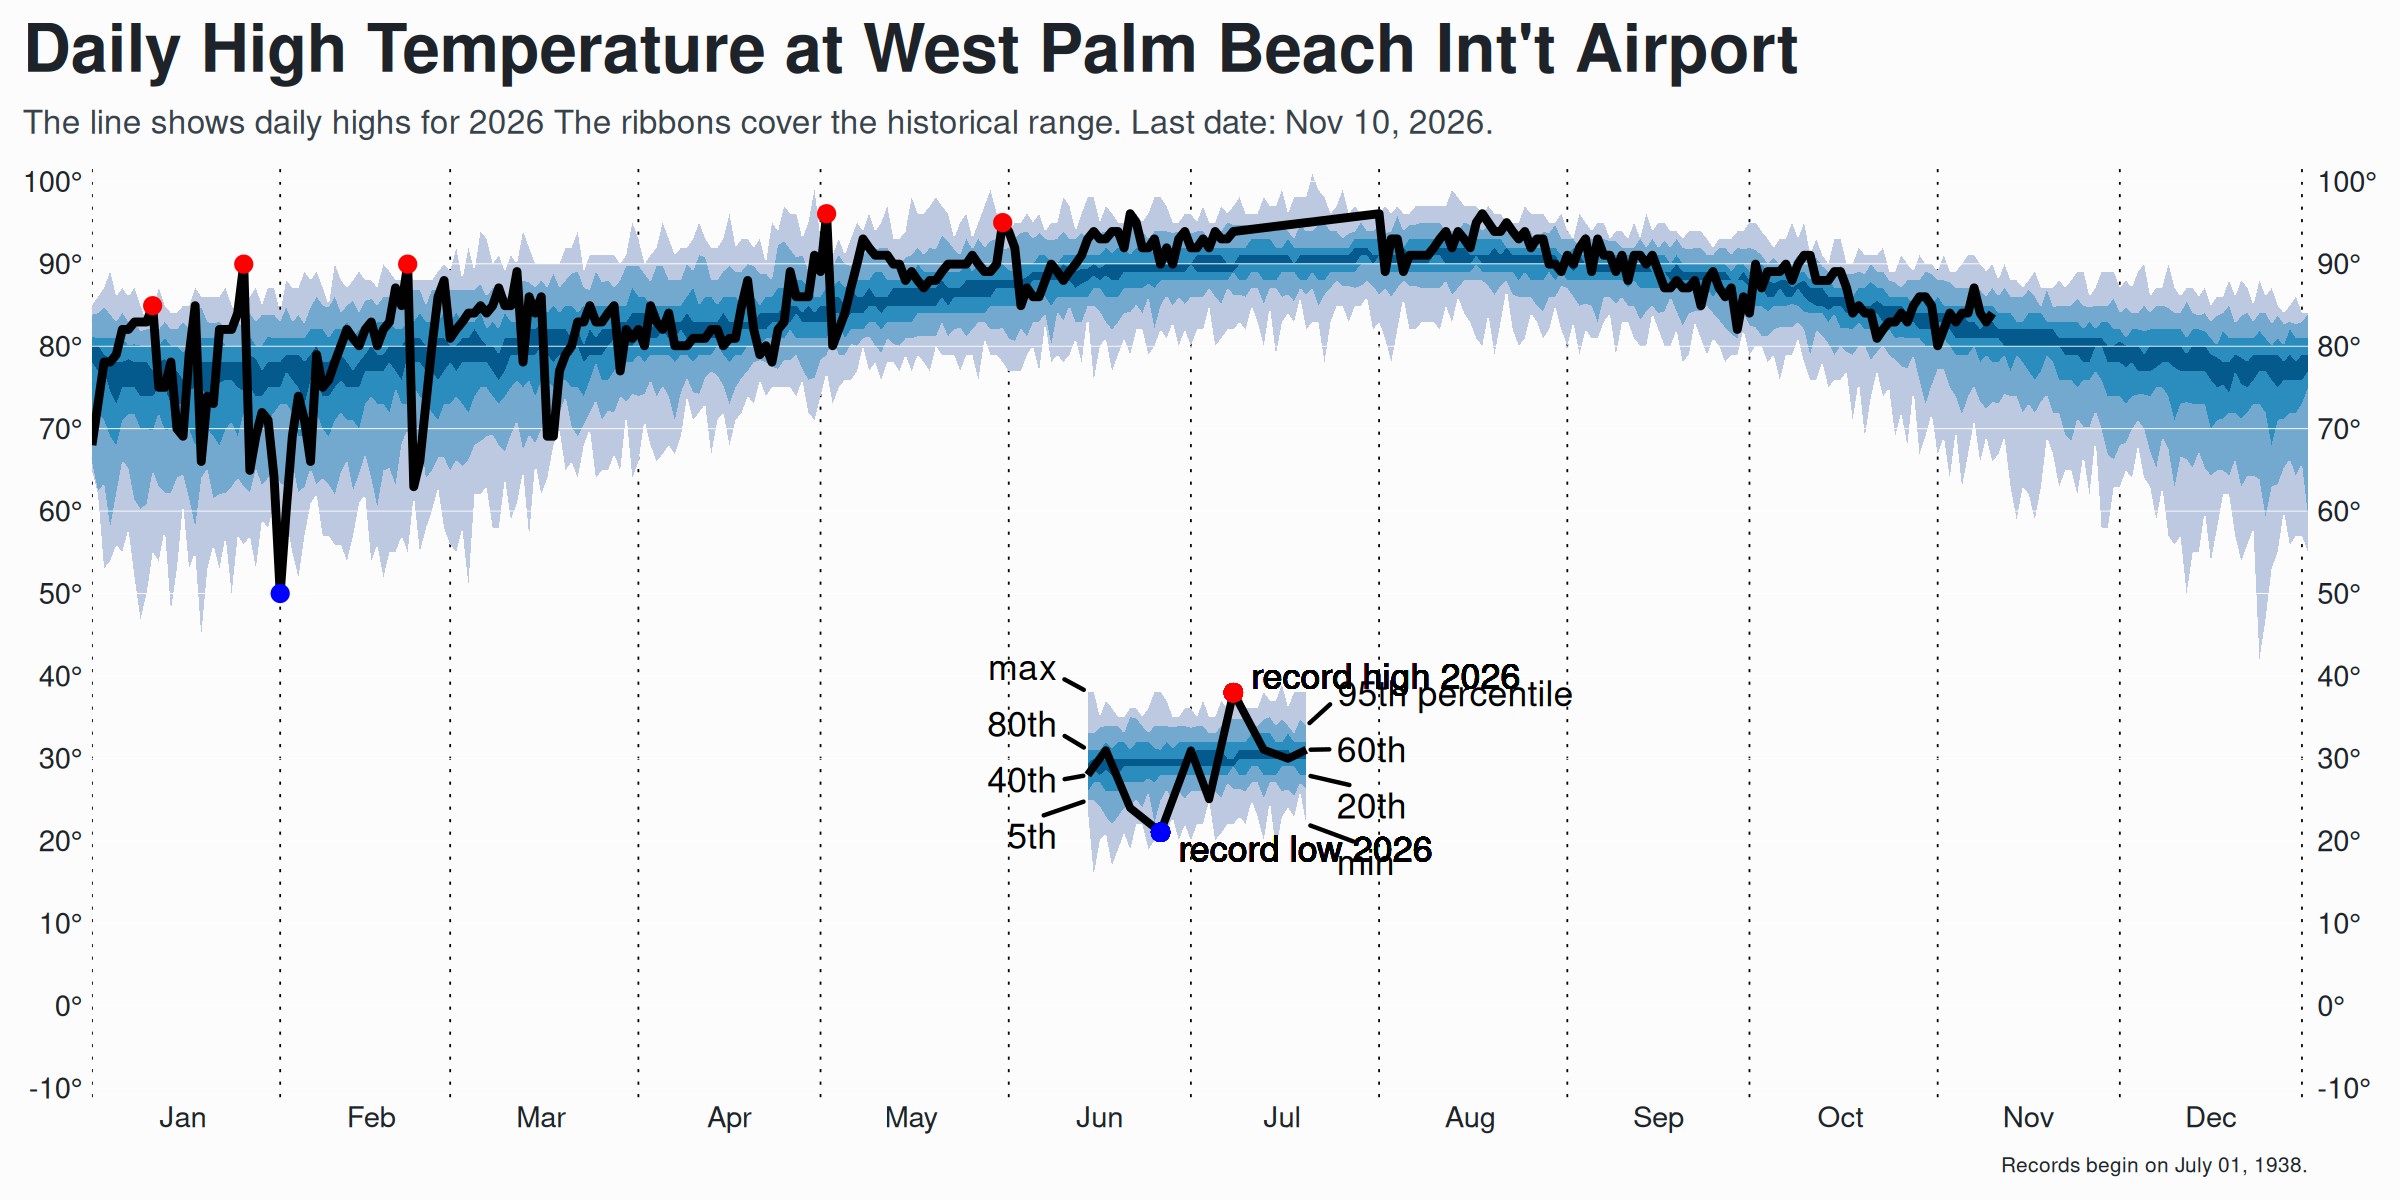 Daily High Temperature at West Palm Beach Int't Airport
The line shows daily highs for 2026 The ribbons cover the historical range. Last date: Nov 10, 2026.
100° 100°
90° 90°
80° 80°
70° 70°
60° 60°
50° 50°
40° 40°
30° 30°
20° 20°
10° 10°
0° 0°
-10° -10°
max
80th
40th
5th
record high 2026
95th percentile
60th
20th
record low 2026
min
Jan Feb Mar Apr May Jun Jul Aug Sep Oct Nov Dec
Records begin on July 01, 1938.